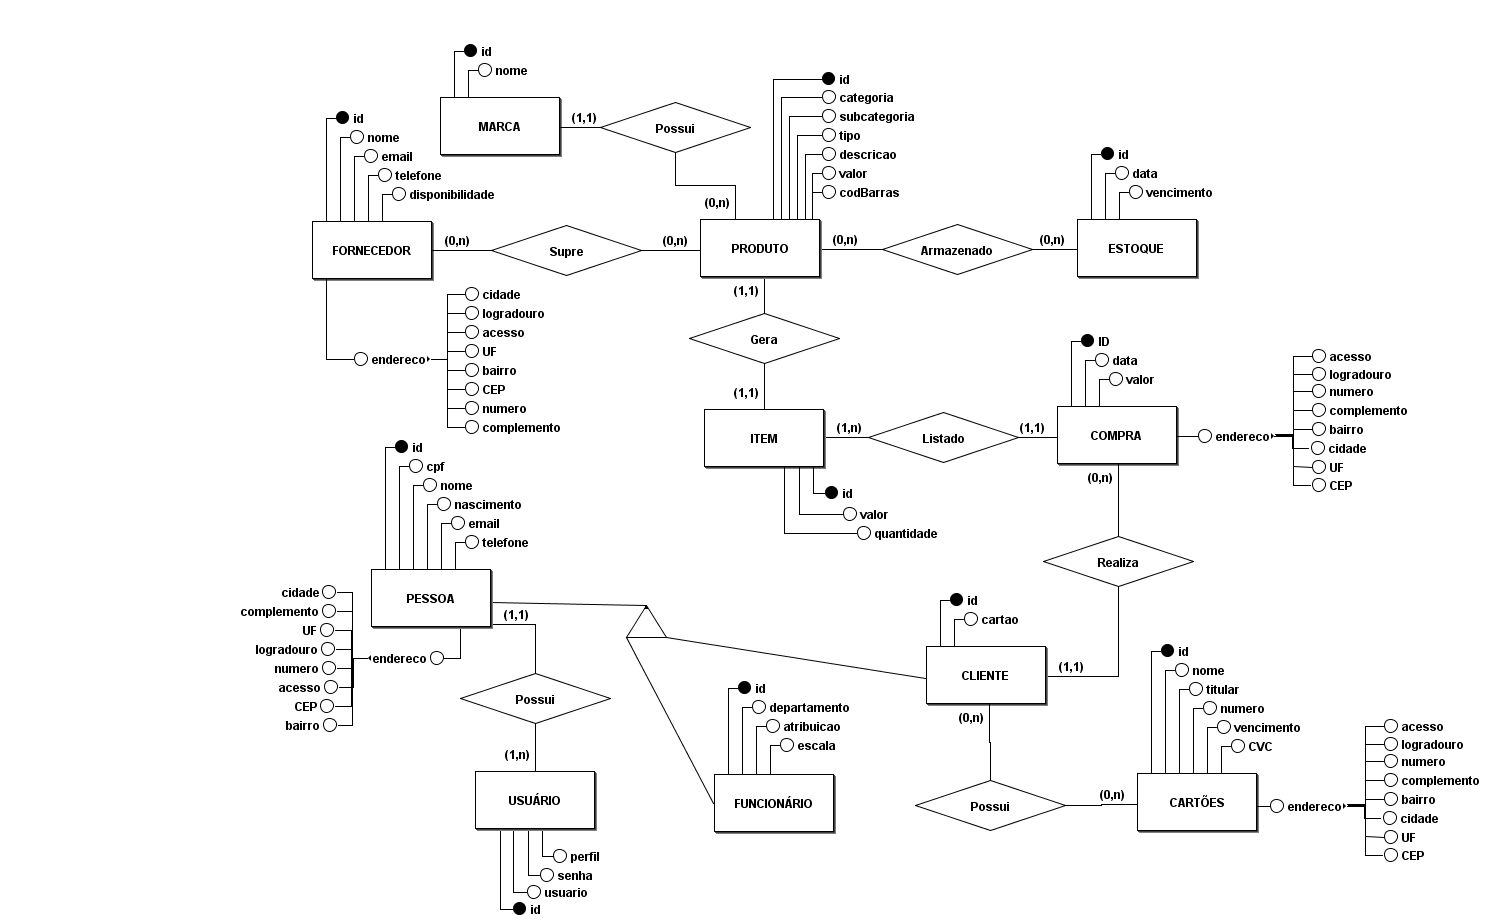 id
nome
MARCA
(1,1)
Possui
(0,n)
id
categoria
subcategoria
tipo
descricao
valor
codBarras
id
nome
email
telefone
disponibilidade
FORNECEDOR
(0,n)
Supre
(0,n)
PRODUTO
(0,n)
Armazenado
(0,n)
id
data
vencimento
ESTOQUE
endereco
cidade
logradouro
acesso
UF
bairro
CEP
numero
complemento
(1,1)
Gera
(1,1)
ITEM
(1,n)
Listado
(1,1)
id
valor
quantidade
ID
data
valor
COMPRA
endereco
acesso
logradouro
numero
complemento
bairro
cidade
UF
CEP
(0,n)
Realiza
(1,1)
id
cpf
nome
nascimento
email
telefone
PESSOA
cidade
complemento
UF
logradouro
numero
acesso
CEP
bairro
endereco
(1,1)
Possui
(1,n)
USUÁRIO
perfil
senha
usuario
id
id
departamento
atribuicao
escala
FUNCIONÁRIO
id
cartao
CLIENTE
(0,n)
Possui
(0,n)
id
nome
titular
numero
vencimento
CVC
CARTÕES
endereco
acesso
logradouro
numero
complemento
bairro
cidade
UF
CEP